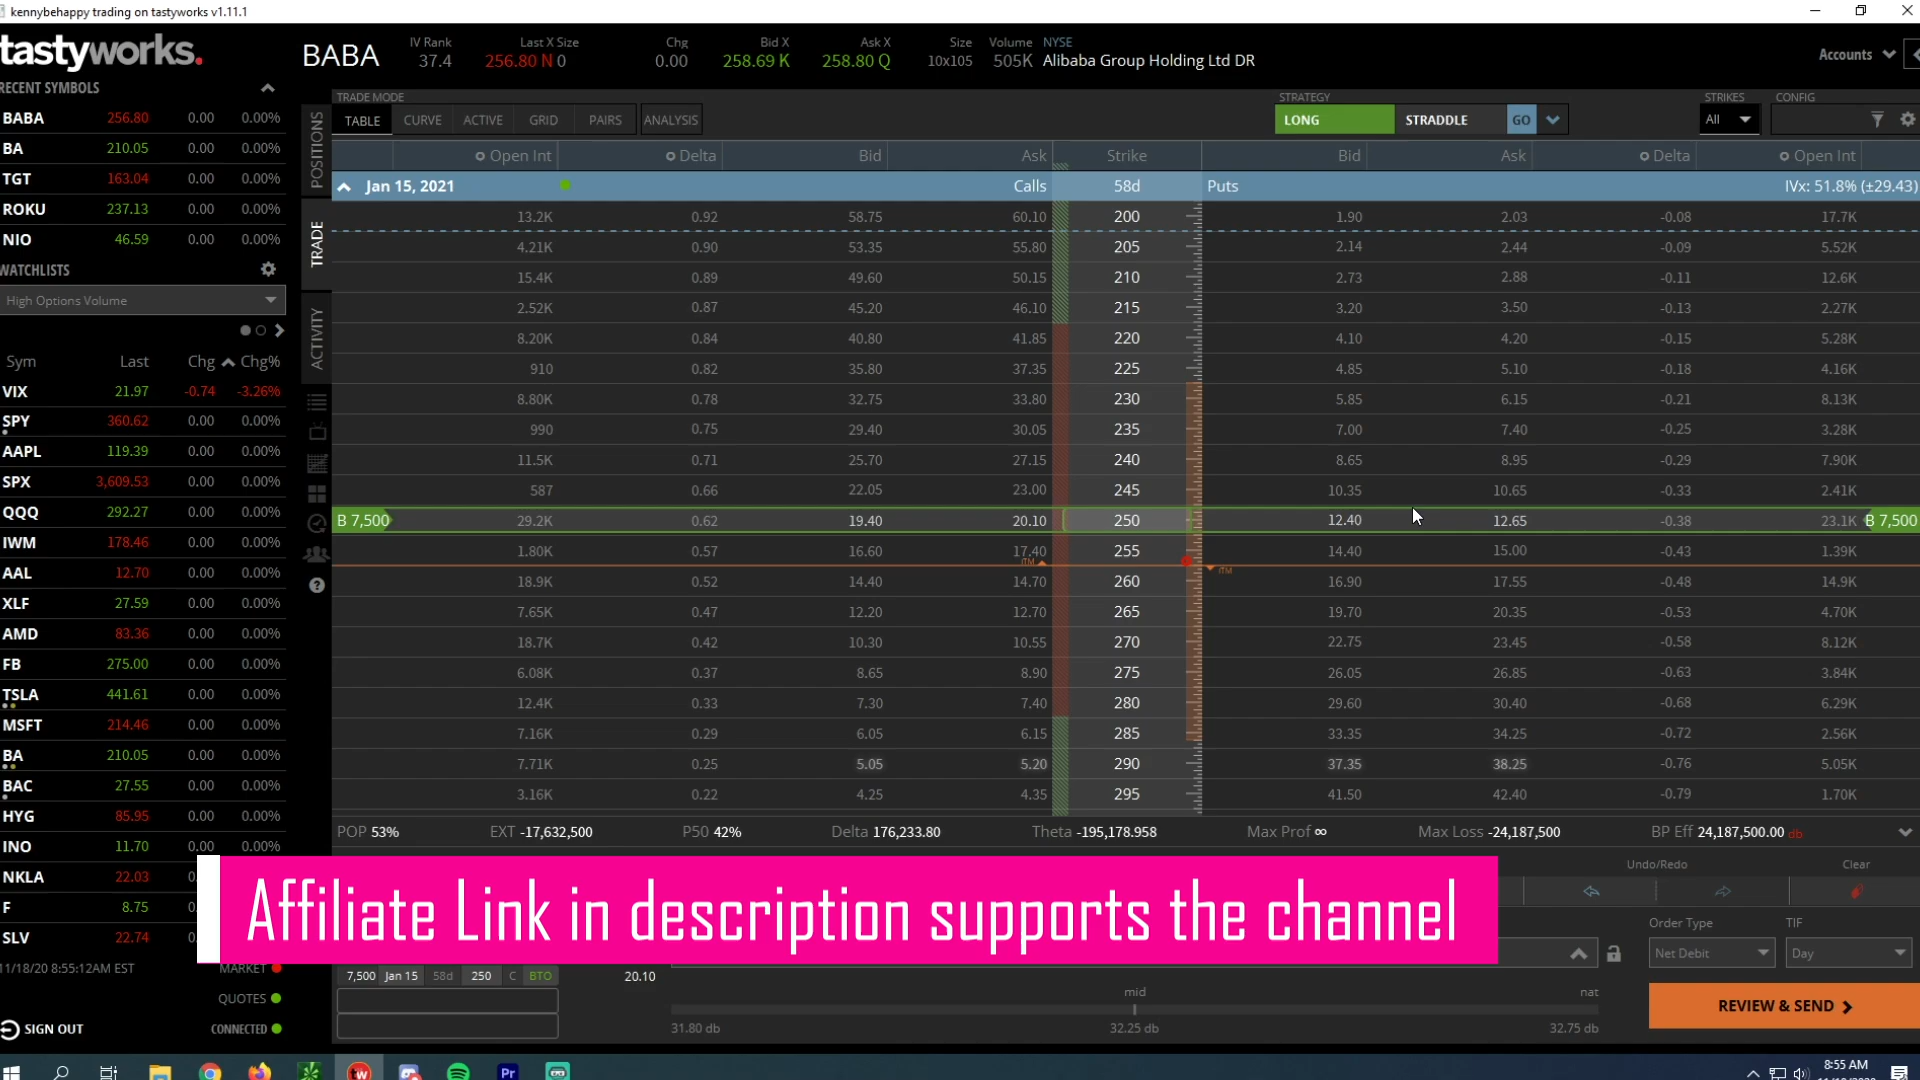 kennybehappy trading on tastyworks v1.11.1
tastyworks.
BABA
IV Rank
37.4
Last X Size
256.80 N 0
Chg
0.00
Bid X
258.69 K
Ask X
258.80 Q
Size
10x105
Volume
505K
NYSE
Alibaba Group Holding Ltd DR
Accounts
RECENT SYMBOLS
BABA 256.80 0.00 0.00%
BA 210.05 0.00 0.00%
TGT 163.04 0.00 0.00%
ROKU 237.13 0.00 0.00%
NIO 46.59 0.00 0.00%
WATCHLISTS
High Options Volume
Sym Last Chg Chg%
VIX 21.97 -0.74 -3.26%
SPY 360.62 0.00 0.00%
AAPL 119.39 0.00 0.00%
SPX 3,609.53 0.00 0.00%
QQQ 292.27 0.00 0.00%
IWM 178.46 0.00 0.00%
AAL 12.70 0.00 0.00%
XLF 27.59 0.00 0.00%
AMD 83.36 0.00 0.00%
FB 275.00 0.00 0.00%
TSLA 441.61 0.00 0.00%
MSFT 214.46 0.00 0.00%
BA 210.05 0.00 0.00%
BAC 27.55 0.00 0.00%
HYG 85.95 0.00 0.00%
INO 11.70 0.00 0.00%
NKLA 22.03
F 8.75
SLV 22.74
11/18/20 8:55:12AM EST
MARKET
QUOTES
SIGN OUT
CONNECTED
POSITIONS
TRADE
ACTIVITY
TRADE MODE
TABLE CURVE ACTIVE GRID PAIRS ANALYSIS
STRATEGY
LONG STRADDLE GO
STRIKES
All
CONFIG
Open Int Delta Bid Ask Strike Bid Ask Delta Open Int
Jan 15, 2021 Calls 58d Puts IVx: 51.8% (±29.43)
13.2K 0.92 58.75 60.10 200 1.90 2.03 -0.08 17.7K
4.21K 0.90 53.35 55.80 205 2.14 2.44 -0.09 5.52K
15.4K 0.89 49.60 50.15 210 2.73 2.88 -0.11 12.6K
2.52K 0.87 45.20 46.10 215 3.20 3.50 -0.13 2.27K
8.20K 0.84 40.80 41.85 220 4.10 4.20 -0.15 5.28K
910 0.82 35.80 37.35 225 4.85 5.10 -0.18 4.16K
8.80K 0.78 32.75 33.80 230 5.85 6.15 -0.21 8.13K
990 0.75 29.40 30.05 235 7.00 7.40 -0.25 3.28K
11.5K 0.71 25.70 27.15 240 8.65 8.95 -0.29 7.90K
587 0.66 22.05 23.00 245 10.35 10.65 -0.33 2.41K
B 7,500 29.2K 0.62 19.40 20.10 250 12.40 12.65 -0.38 23.1K B 7,500
1.80K 0.57 16.60 17.40 255 14.40 15.00 -0.43 1.39K
ITM ITM
18.9K 0.52 14.40 14.70 260 16.90 17.55 -0.48 14.9K
7.65K 0.47 12.20 12.70 265 19.70 20.35 -0.53 4.70K
18.7K 0.42 10.30 10.55 270 22.75 23.45 -0.58 8.12K
6.08K 0.37 8.65 8.90 275 26.05 26.85 -0.63 3.84K
12.4K 0.33 7.30 7.40 280 29.60 30.40 -0.68 6.29K
7.16K 0.29 6.05 6.15 285 33.35 34.25 -0.72 2.56K
7.71K 0.25 5.05 5.20 290 37.35 38.25 -0.76 5.05K
3.16K 0.22 4.25 4.35 295 41.50 42.40 -0.79 1.70K
POP 53% EXT -17,632,500 P50 42% Delta 176,233.80 Theta -195,178.958 Max Prof ∞ Max Loss -24,187,500 BP Eff 24,187,500.00 db
Undo/Redo Clear
Affiliate Link in description supports the channel
Order Type TIF
Net Debit Day
7,500 Jan 15 58d 250 C BTO 20.10
mid nat
31.80 db 32.25 db 32.75 db
REVIEW & SEND
8:55 AM